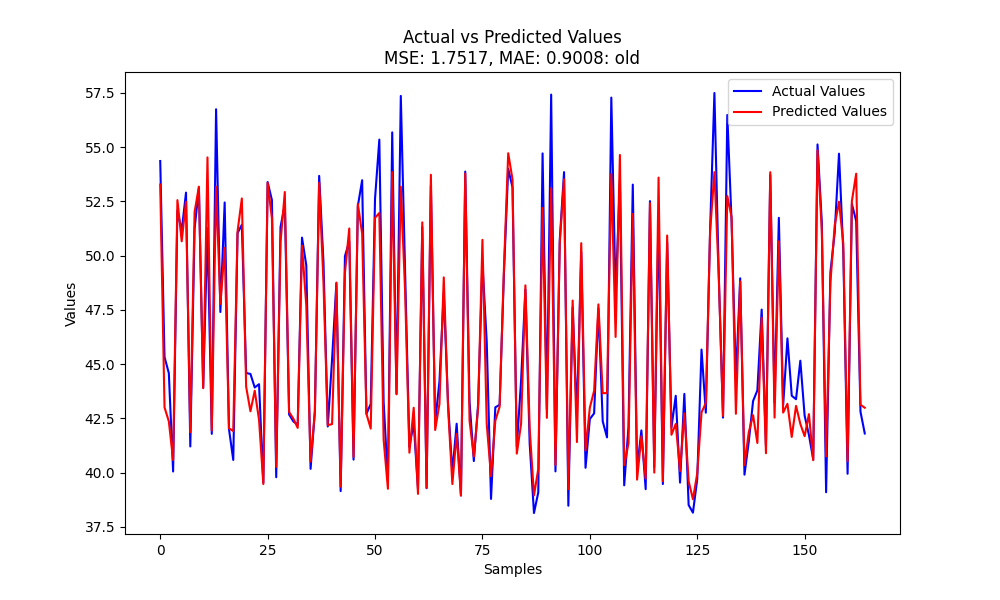 Actual vs Predicted Values
MSE: 1.7517, MAE: 0.9008: old
Actual Values
Predicted Values
Values
57.5
55.0
52.5
50.0
47.5
45.0
42.5
40.0
37.5
0 25 50 75 100 125 150
Samples